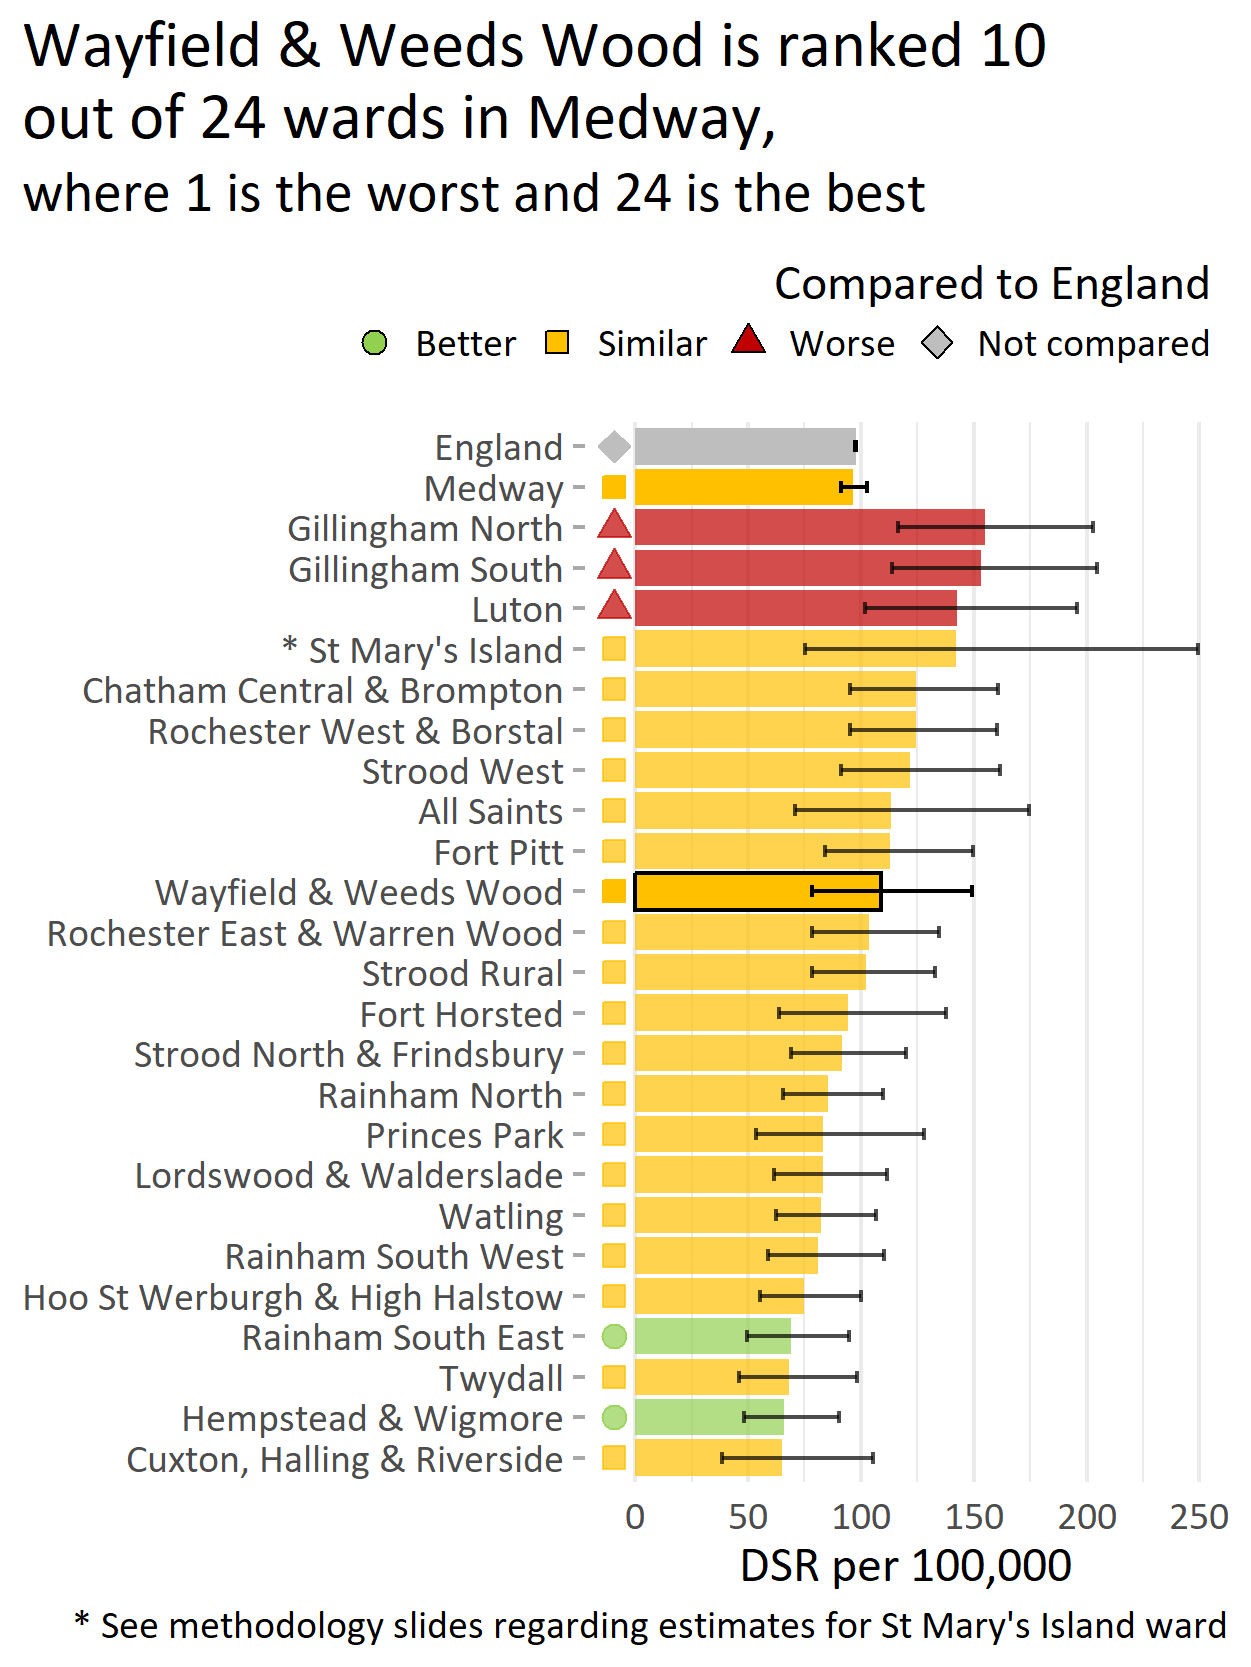 Wayfield & Weeds Wood is ranked 10
out of 24 wards in Medway,
where 1 is the worst and 24 is the best
Compared to England
Better Similar Worse Not compared
England
Medway
Gillingham North
Gillingham South
Luton
* St Mary's Island
Chatham Central & Brompton
Rochester West & Borstal
Strood West
All Saints
Fort Pitt
Wayfield & Weeds Wood
Rochester East & Warren Wood
Strood Rural
Fort Horsted
Strood North & Frindsbury
Rainham North
Princes Park
Lordswood & Walderslade
Watling
Rainham South West
Hoo St Werburgh & High Halstow
Rainham South East
Twydall
Hempstead & Wigmore
Cuxton, Halling & Riverside
0 50 100 150 200 250
DSR per 100,000
* See methodology slides regarding estimates for St Mary's Island ward